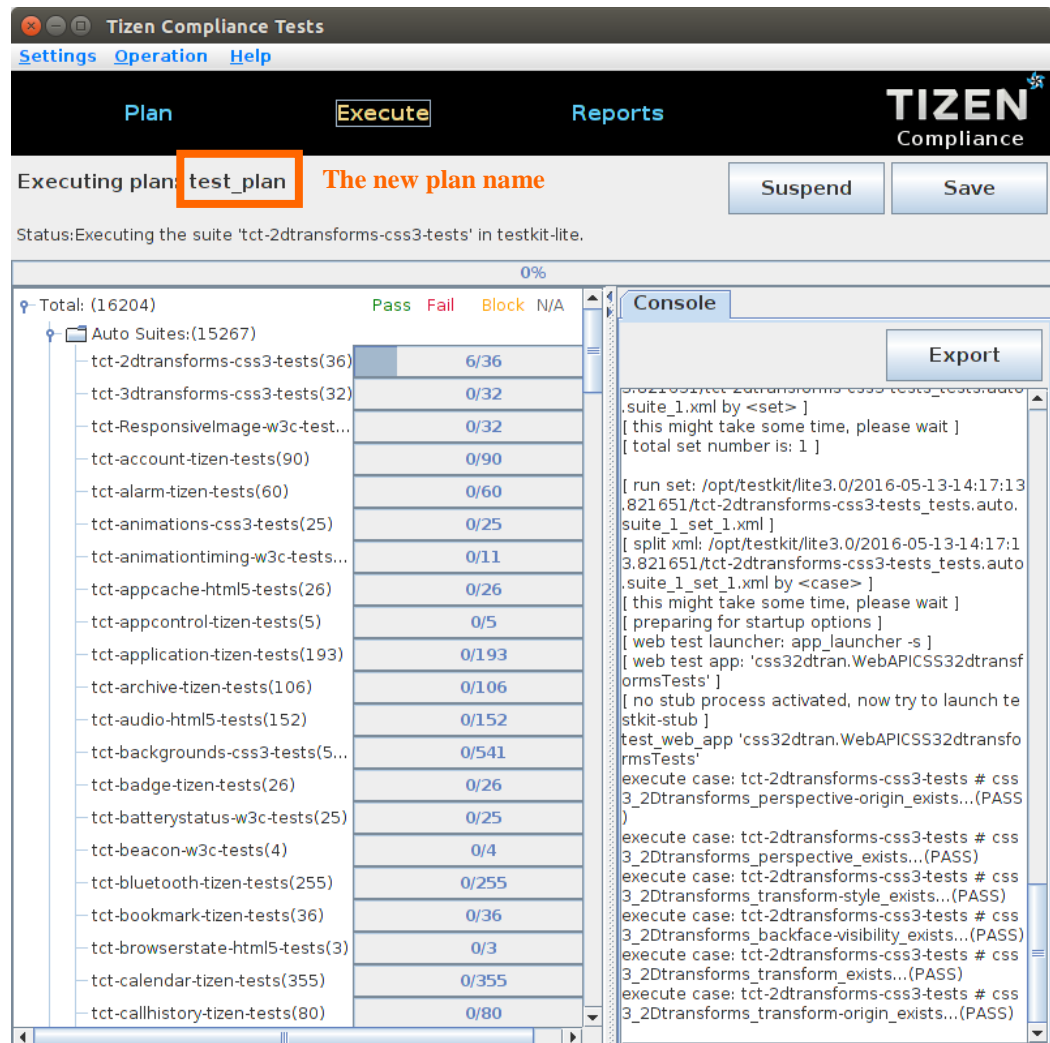 Tizen Compliance Tests
Settings Operation Help
Plan Execute Reports
TIZEN
Compliance
Executing plan: test_plan The new plan name
Suspend Save
Status:Executing the suite 'tct-2dtransforms-css3-tests' in testkit-lite.
0%
Total: (16204) Pass Fail Block N/A
Auto Suites:(15267)
tct-2dtransforms-css3-tests(36) 6/36
tct-3dtransforms-css3-tests(32) 0/32
tct-ResponsiveImage-w3c-test... 0/32
tct-account-tizen-tests(90) 0/90
tct-alarm-tizen-tests(60) 0/60
tct-animations-css3-tests(25) 0/25
tct-animationtiming-w3c-tests... 0/11
tct-appcache-html5-tests(26) 0/26
tct-appcontrol-tizen-tests(5) 0/5
tct-application-tizen-tests(193) 0/193
tct-archive-tizen-tests(106) 0/106
tct-audio-html5-tests(152) 0/152
tct-backgrounds-css3-tests(5... 0/541
tct-badge-tizen-tests(26) 0/26
tct-batterystatus-w3c-tests(25) 0/25
tct-beacon-w3c-tests(4) 0/4
tct-bluetooth-tizen-tests(255) 0/255
tct-bookmark-tizen-tests(36) 0/36
tct-browserstate-html5-tests(3) 0/3
tct-calendar-tizen-tests(355) 0/355
tct-callhistory-tizen-tests(80) 0/80
Console
Export
3.821651/tct-2dtransforms-css3-tests_tests.auto
.suite_1.xml by <set> ]
[ this might take some time, please wait ]
[ total set number is: 1 ]
[ run set: /opt/testkit/lite3.0/2016-05-13-14:17:13
.821651/tct-2dtransforms-css3-tests_tests.auto.
suite_1_set_1.xml ]
[ split xml: /opt/testkit/lite3.0/2016-05-13-14:17:1
3.821651/tct-2dtransforms-css3-tests_tests.auto
.suite_1_set_1.xml by <case> ]
[ this might take some time, please wait ]
[ preparing for startup options ]
[ web test launcher: app_launcher -s ]
[ web test app: 'css32dtran.WebAPICSS32dtransf
ormsTests' ]
[ no stub process activated, now try to launch te
stkit-stub ]
test_web_app 'css32dtran.WebAPICSS32dtransfo
rmsTests'
execute case: tct-2dtransforms-css3-tests # css
3_2Dtransforms_perspective-origin_exists...(PASS
)
execute case: tct-2dtransforms-css3-tests # css
3_2Dtransforms_perspective_exists...(PASS)
execute case: tct-2dtransforms-css3-tests # css
3_2Dtransforms_transform-style_exists...(PASS)
execute case: tct-2dtransforms-css3-tests # css
3_2Dtransforms_backface-visibility_exists...(PASS)
execute case: tct-2dtransforms-css3-tests # css
3_2Dtransforms_transform_exists...(PASS)
execute case: tct-2dtransforms-css3-tests # css
3_2Dtransforms_transform-origin_exists...(PASS)